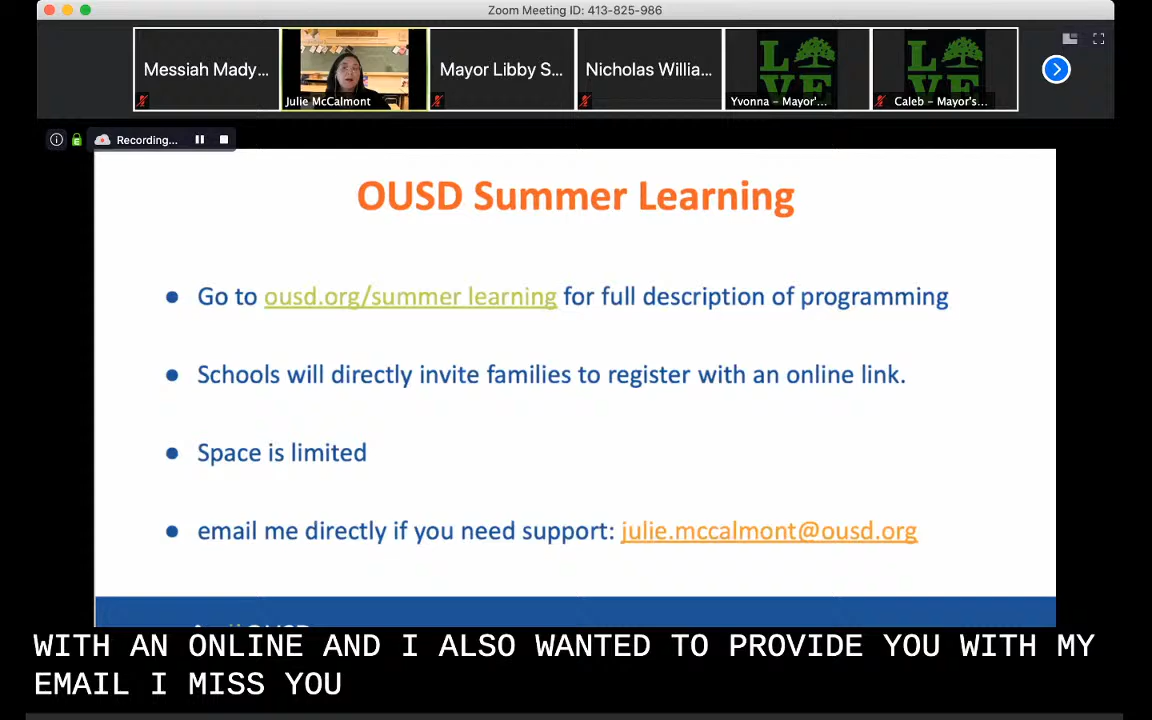 Zoom Meeting ID: 413-825-986
Messiah Mady...
Julie McCalmont
Mayor Libby S...
Nicholas Willia...
LOVE
Yvonna – Mayor'...
LOVE
Caleb – Mayor's...
Recording...
OUSD Summer Learning
● Go to ousd.org/summer learning for full description of programming
● Schools will directly invite families to register with an online link.
● Space is limited
● email me directly if you need support: julie.mccalmont@ousd.org
WITH AN ONLINE AND I ALSO WANTED TO PROVIDE YOU WITH MY
EMAIL I MISS YOU